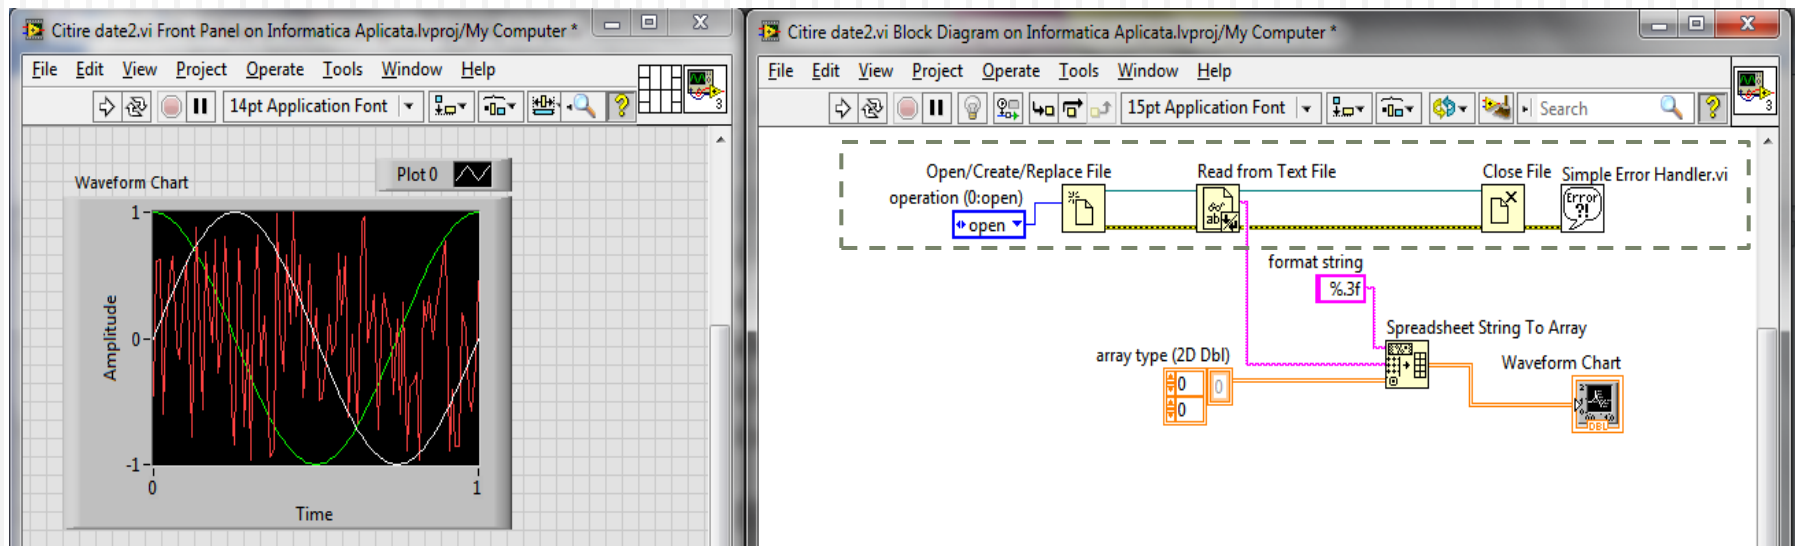 Citire date2.vi Front Panel on Informatica Aplicata.lvproj/My Computer *
File Edit View Project Operate Tools Window Help
14pt Application Font
3
Waveform Chart
Plot 0
Amplitude
1
0
-1
0
1
Time
Citire date2.vi Block Diagram on Informatica Aplicata.lvproj/My Computer *
File Edit View Project Operate Tools Window Help
15pt Application Font
Search
3
Open/Create/Replace File
Read from Text File
Close File
Simple Error Handler.vi
operation (0:open)
open
Error
?!
format string
%.3f
Spreadsheet String To Array
array type (2D Dbl)
0
0
0
Waveform Chart
DBL